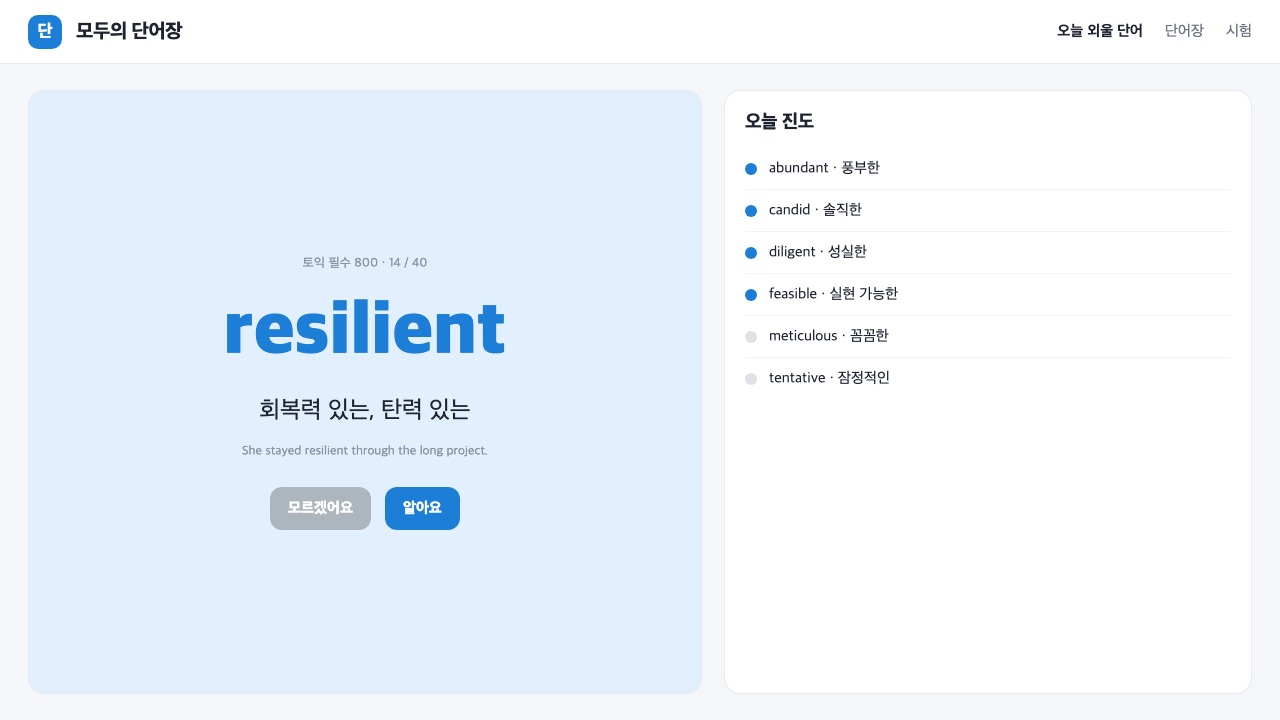 단
모두의 단어장
오늘 외울 단어
단어장
시험
토익 필수 800 · 14 / 40
resilient
회복력 있는, 탄력 있는
She stayed resilient through the long project.
모르겠어요
알아요
오늘 진도
abundant · 풍부한
candid · 솔직한
diligent · 성실한
feasible · 실현 가능한
meticulous · 꼼꼼한
tentative · 잠정적인